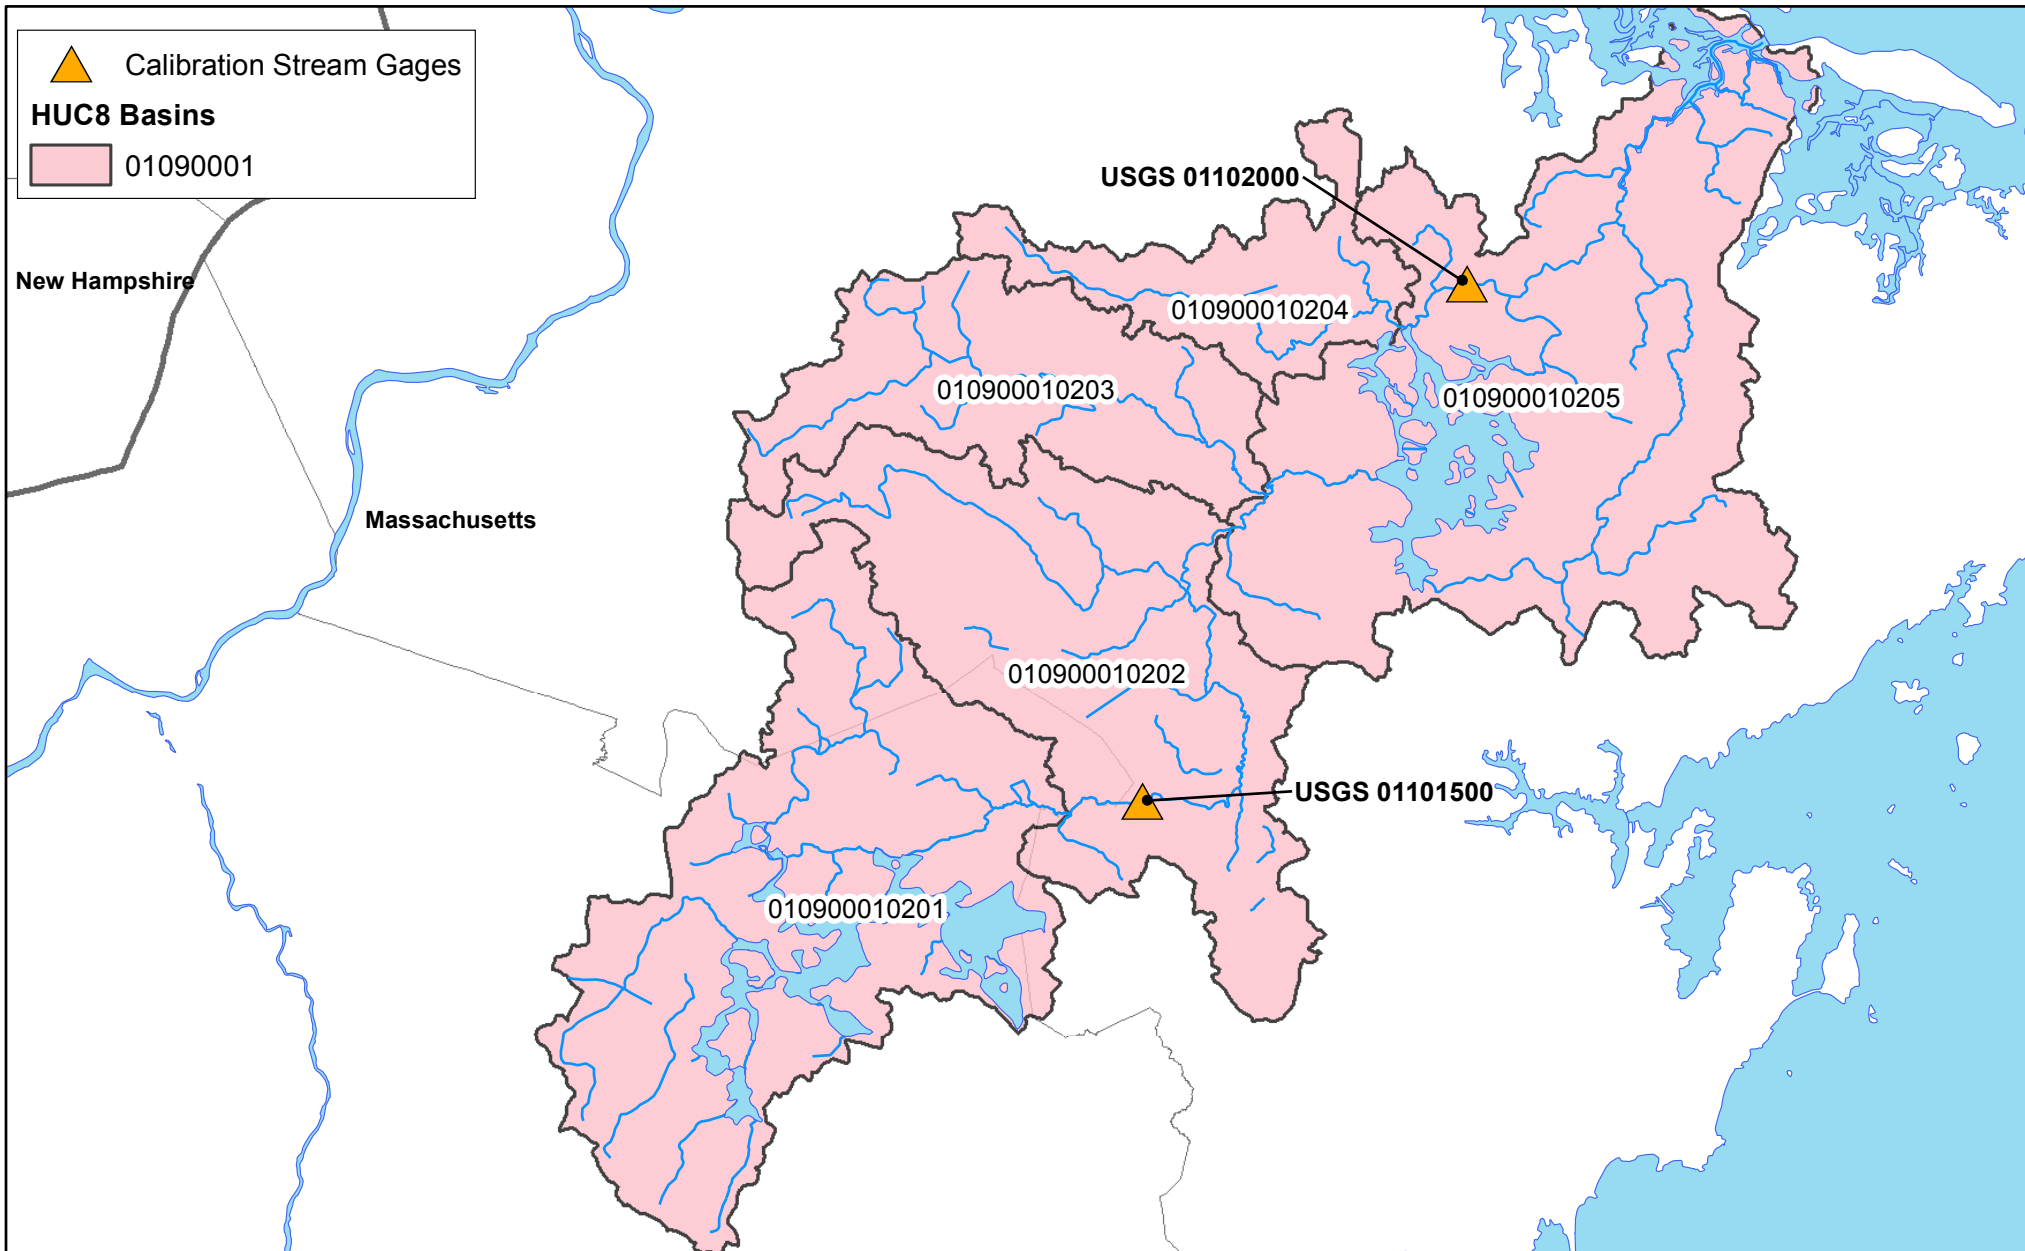 Calibration Stream Gages
HUC8 Basins
01090001
USGS 01102000
New Hampshire
010900010204
010900010203
010900010205
Massachusetts
010900010202
USGS 01101500
010900010201